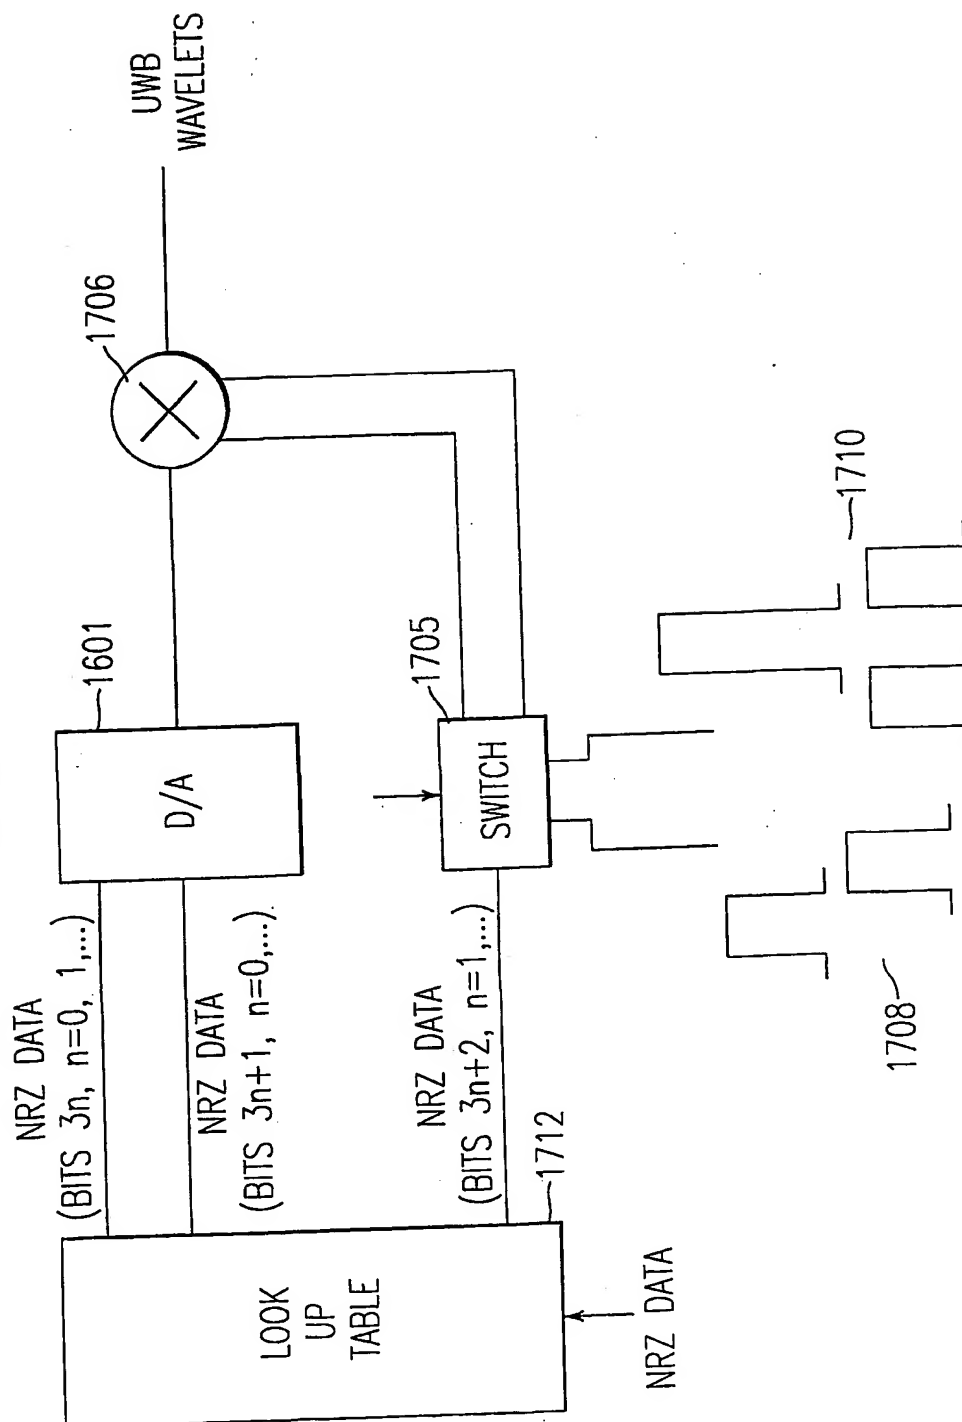 NRZ DATA
(BITS 3n, n=0, 1,...)
NRZ DATA
(BITS 3n+1, n=0,...)
NRZ DATA
(BITS 3n+2, n=1,...)
LOOK
UP
TABLE
1712
NRZ DATA
D/A
1601
SWITCH
1705
1706
UWB
WAVELETS
1708
1710